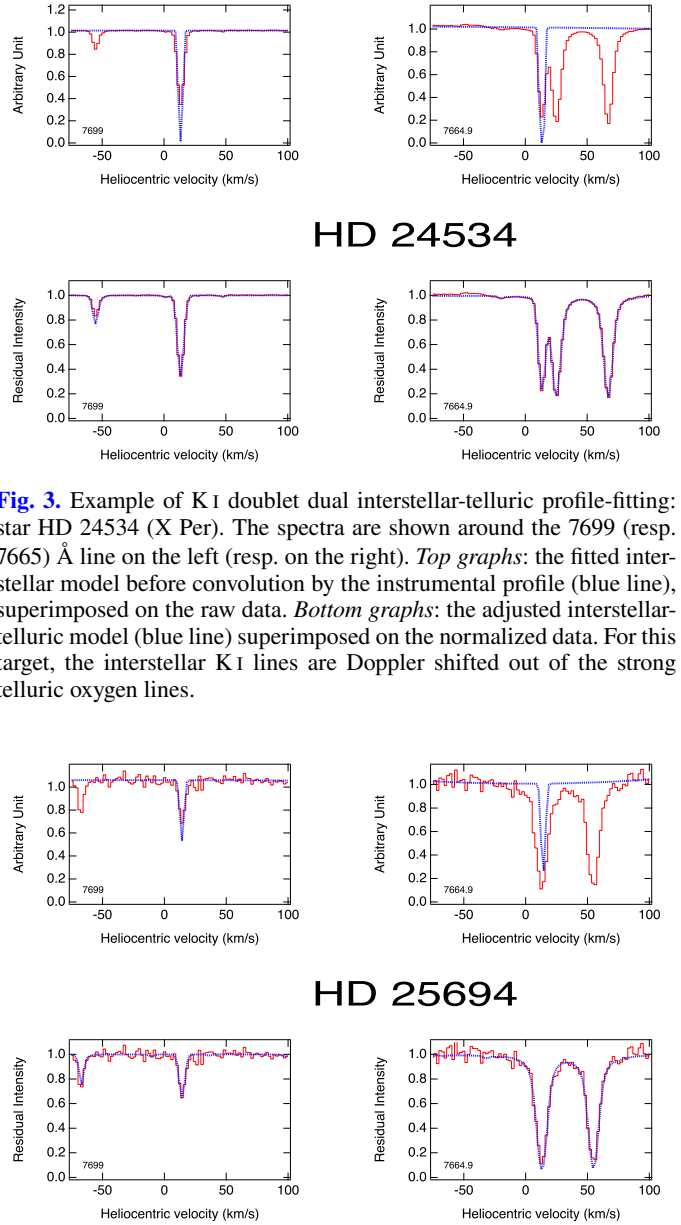 1.2
1.0
0.8
0.6
0.4
0.2
0.0
Arbitrary Unit
7699
-50 0 50 100
Heliocentric velocity (km/s)
1.0
0.8
0.6
0.4
0.2
0.0
Arbitrary Unit
7664.9
-50 0 50 100
Heliocentric velocity (km/s)
HD 24534
1.0
0.8
0.6
0.4
0.2
0.0
Residual Intensity
7699
-50 0 50 100
Heliocentric velocity (km/s)
1.0
0.8
0.6
0.4
0.2
0.0
Residual Intensity
7664.9
-50 0 50 100
Heliocentric velocity (km/s)
Fig. 3. Example of K I doublet dual interstellar-telluric profile-fitting:
star HD 24534 (X Per). The spectra are shown around the 7699 (resp.
7665) Å line on the left (resp. on the right). Top graphs: the fitted inter-
stellar model before convolution by the instrumental profile (blue line),
superimposed on the raw data. Bottom graphs: the adjusted interstellar-
telluric model (blue line) superimposed on the normalized data. For this
target, the interstellar K I lines are Doppler shifted out of the strong
telluric oxygen lines.
1.0
0.8
0.6
0.4
0.2
0.0
Arbitrary Unit
7699
-50 0 50 100
Heliocentric velocity (km/s)
1.0
0.8
0.6
0.4
0.2
0.0
Arbitrary Unit
7664.9
-50 0 50 100
Heliocentric velocity (km/s)
HD 25694
1.0
0.8
0.6
0.4
0.2
0.0
Residual Intensity
7699
-50 0 50 100
Heliocentric velocity (km/s)
1.0
0.8
0.6
0.4
0.2
0.0
Residual Intensity
7664.9
-50 0 50 100
Heliocentric velocity (km/s)